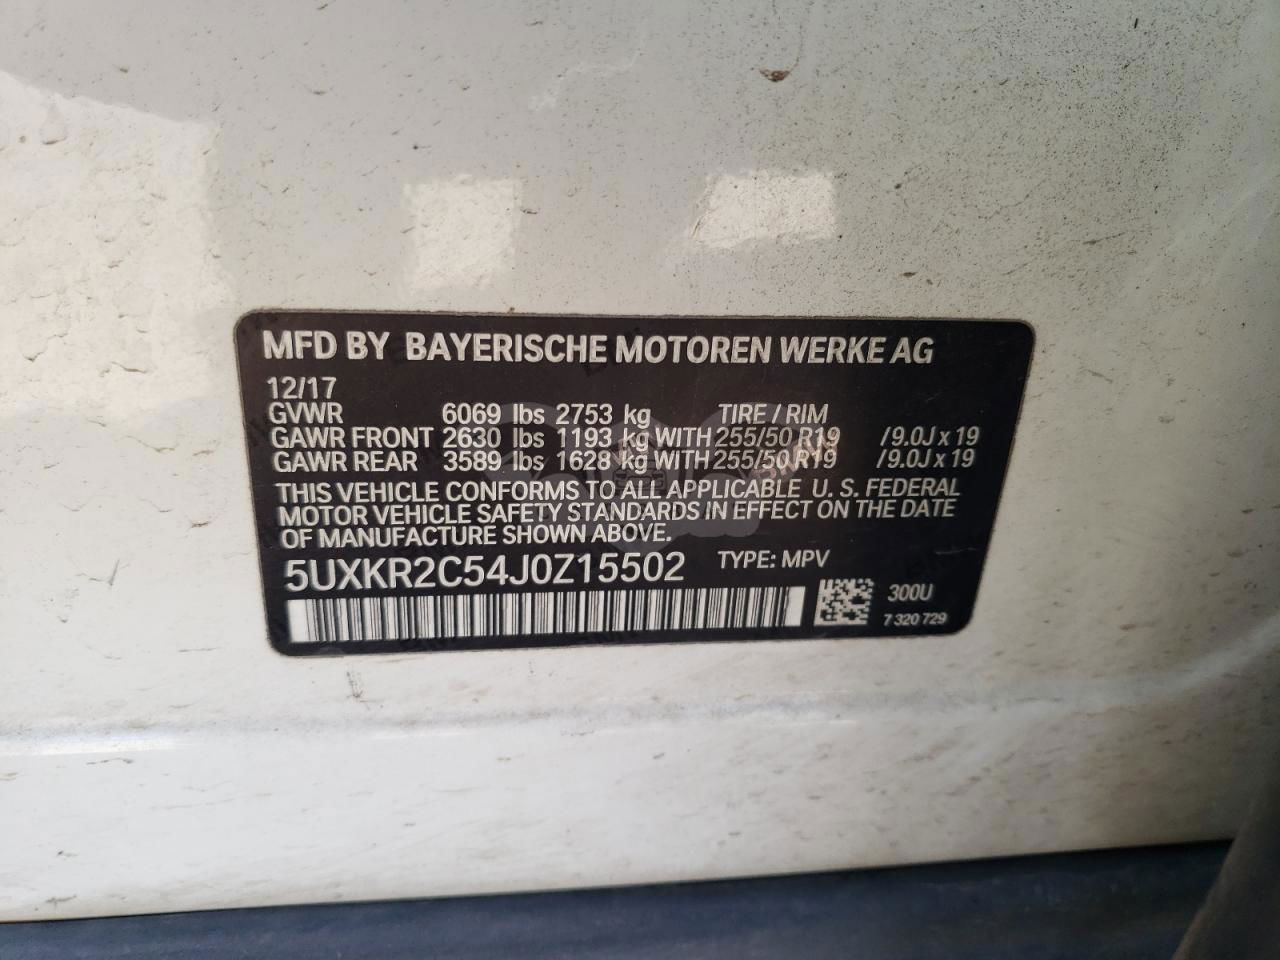 MFD BY BAYERISCHE MOTOREN WERKE AG
12/17
GVWR 6069 lbs 2753 kg TIRE / RIM
GAWR FRONT 2630 lbs 1193 kg WITH 255/50 R19 /9.0J x 19
GAWR REAR 3589 lbs 1628 kg WITH 255/50 R19 /9.0J x 19
THIS VEHICLE CONFORMS TO ALL APPLICABLE U. S. FEDERAL
MOTOR VEHICLE SAFETY STANDARDS IN EFFECT ON THE DATE
OF MANUFACTURE SHOWN ABOVE.
5UXKR2C54J0Z15502 TYPE: MPV
300U
7 320 729